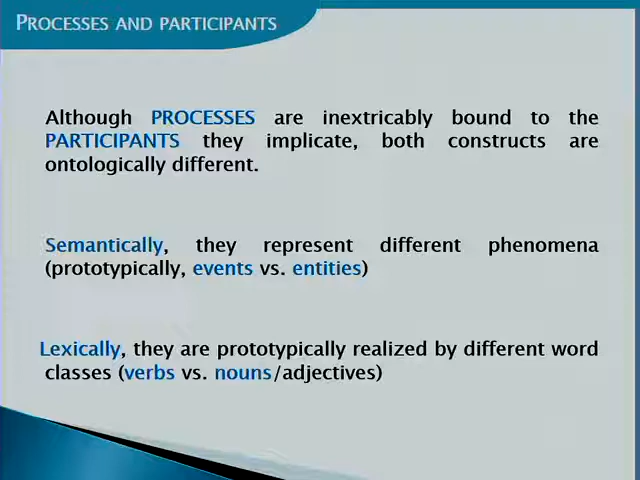 PROCESSES AND PARTICIPANTS
Although PROCESSES are inextricably bound to the
PARTICIPANTS they implicate, both constructs are
ontologically different.
Semantically, they represent different phenomena
(prototypically, events vs. entities)
Lexically, they are prototypically realized by different word
classes (verbs vs. nouns/adjectives)